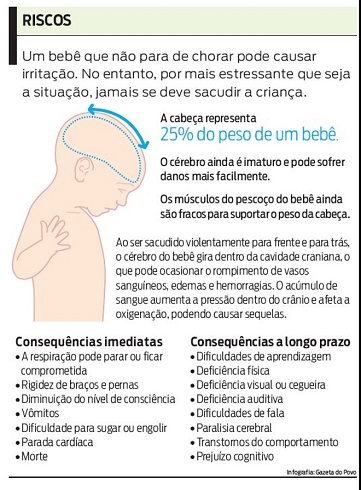 RISCOS
Um bebê que não para de chorar pode causar
irritação. No entanto, por mais estressante que seja
a situação, jamais se deve sacudir a criança.
A cabeça representa
25% do peso de um bebê.
O cérebro ainda é imaturo e pode sofrer
danos mais facilmente.
Os músculos do pescoço do bebê ainda
são fracos para suportar o peso da cabeça.
Ao ser sacudido violentamente para frente e para trás,
o cérebro do bebê gira dentro da cavidade craniana, o
que pode ocasionar o rompimento de vasos
sanguíneos, edemas e hemorragias. O acúmulo de
sangue aumenta a pressão dentro do crânio e afeta a
oxigenação, podendo causar sequelas.
Consequências imediatas
• A respiração pode parar ou ficar
comprometida
• Rigidez de braços e pernas
• Diminuição do nível de consciência
• Vômitos
• Dificuldade para sugar ou engolir
• Parada cardíaca
• Morte
Consequências a longo prazo
• Dificuldades de aprendizagem
• Deficiência física
• Deficiência visual ou cegueira
• Deficiência auditiva
• Dificuldades de fala
• Paralisia cerebral
• Transtornos do comportamento
• Prejuízo cognitivo
Infografia: Gazeta do Povo